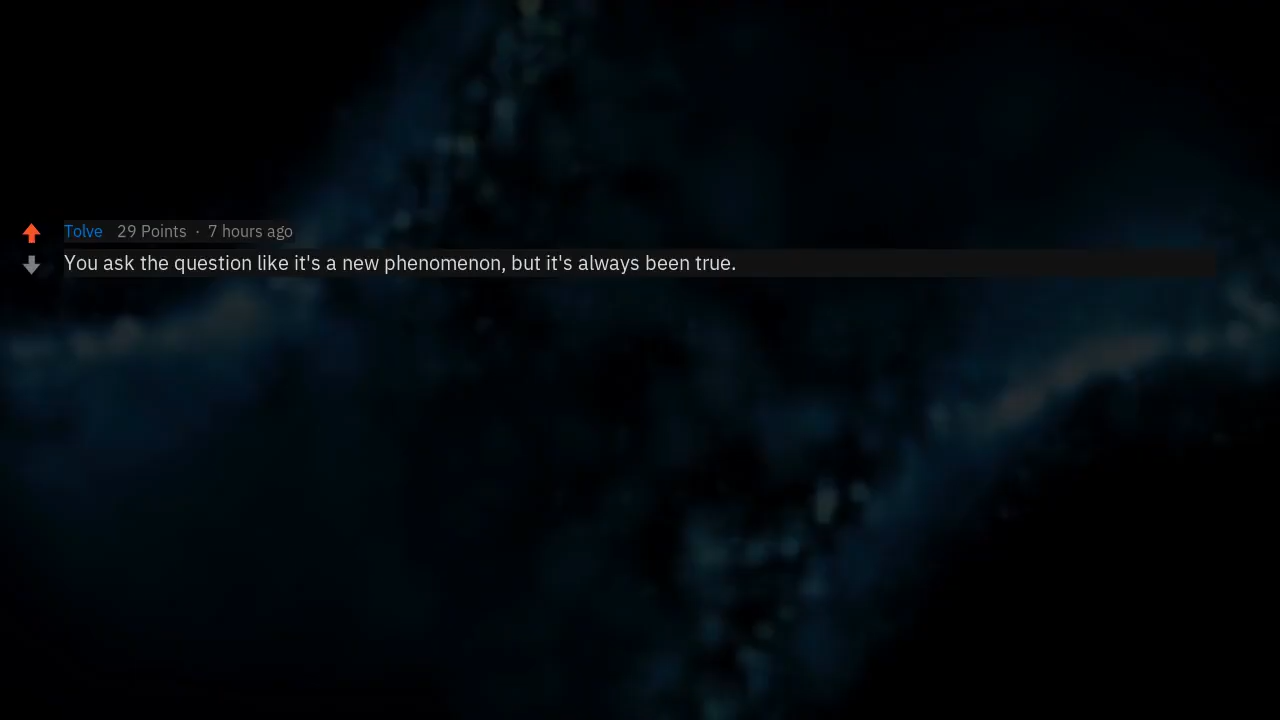 Tolve 29 Points · 7 hours ago
You ask the question like it's a new phenomenon, but it's always been true.